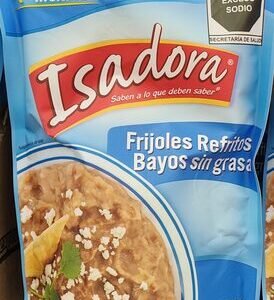 EXCESO
SODIO
SECRETARÍA DE SALUD
Isadora®
Saben a lo que deben saber®
Frijoles Refritos
Bayos sin grasa